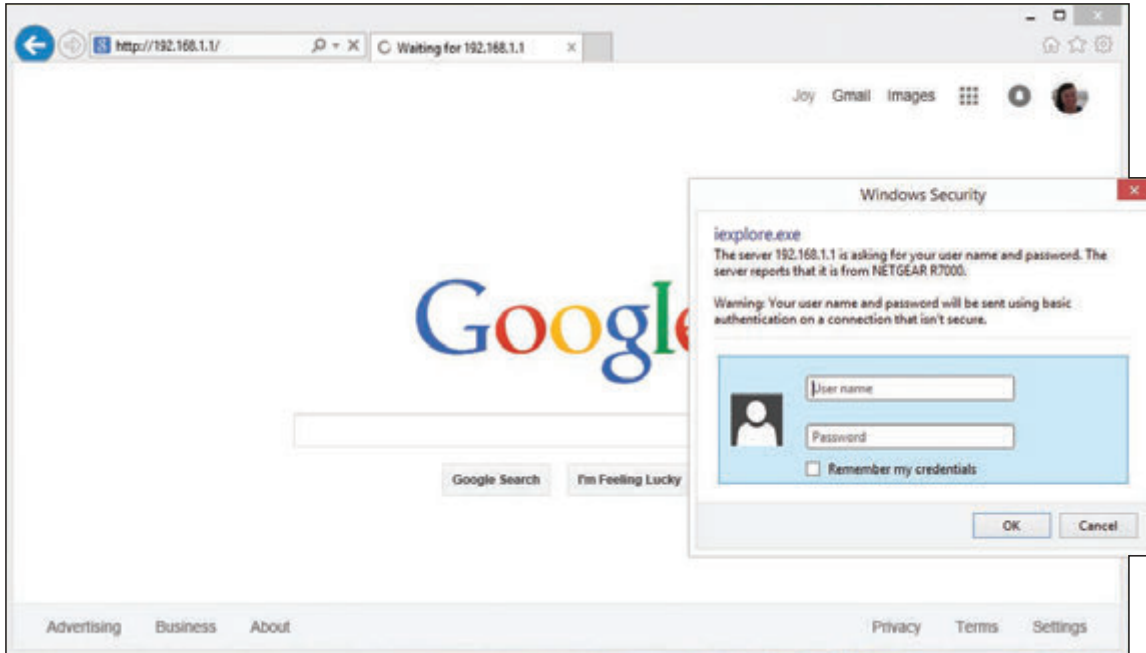 http://192.168.1.1/
Waiting for 192.168.1.1
Joy Gmail Images
Windows Security
iexplore.exe
The server 192.168.1.1 is asking for your user name and password. The
server reports that it is from NETGEAR R7000.
Warning: Your user name and password will be sent using basic
authentication on a connection that isn't secure.
Google
User name
Password
Remember my credentials
Google Search I'm Feeling Lucky
OK Cancel
Advertising Business About Privacy Terms Settings